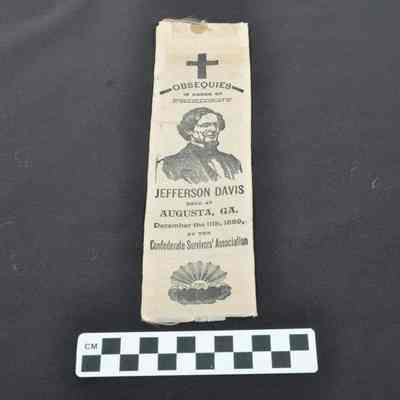 OBSEQUIES
IN HONOR OF
PRESIDENT
JEFFERSON DAVIS
HELD AT
AUGUSTA, GA.
December the 11th, 1889,
BY THE
Confederate Survivors' Association
CM